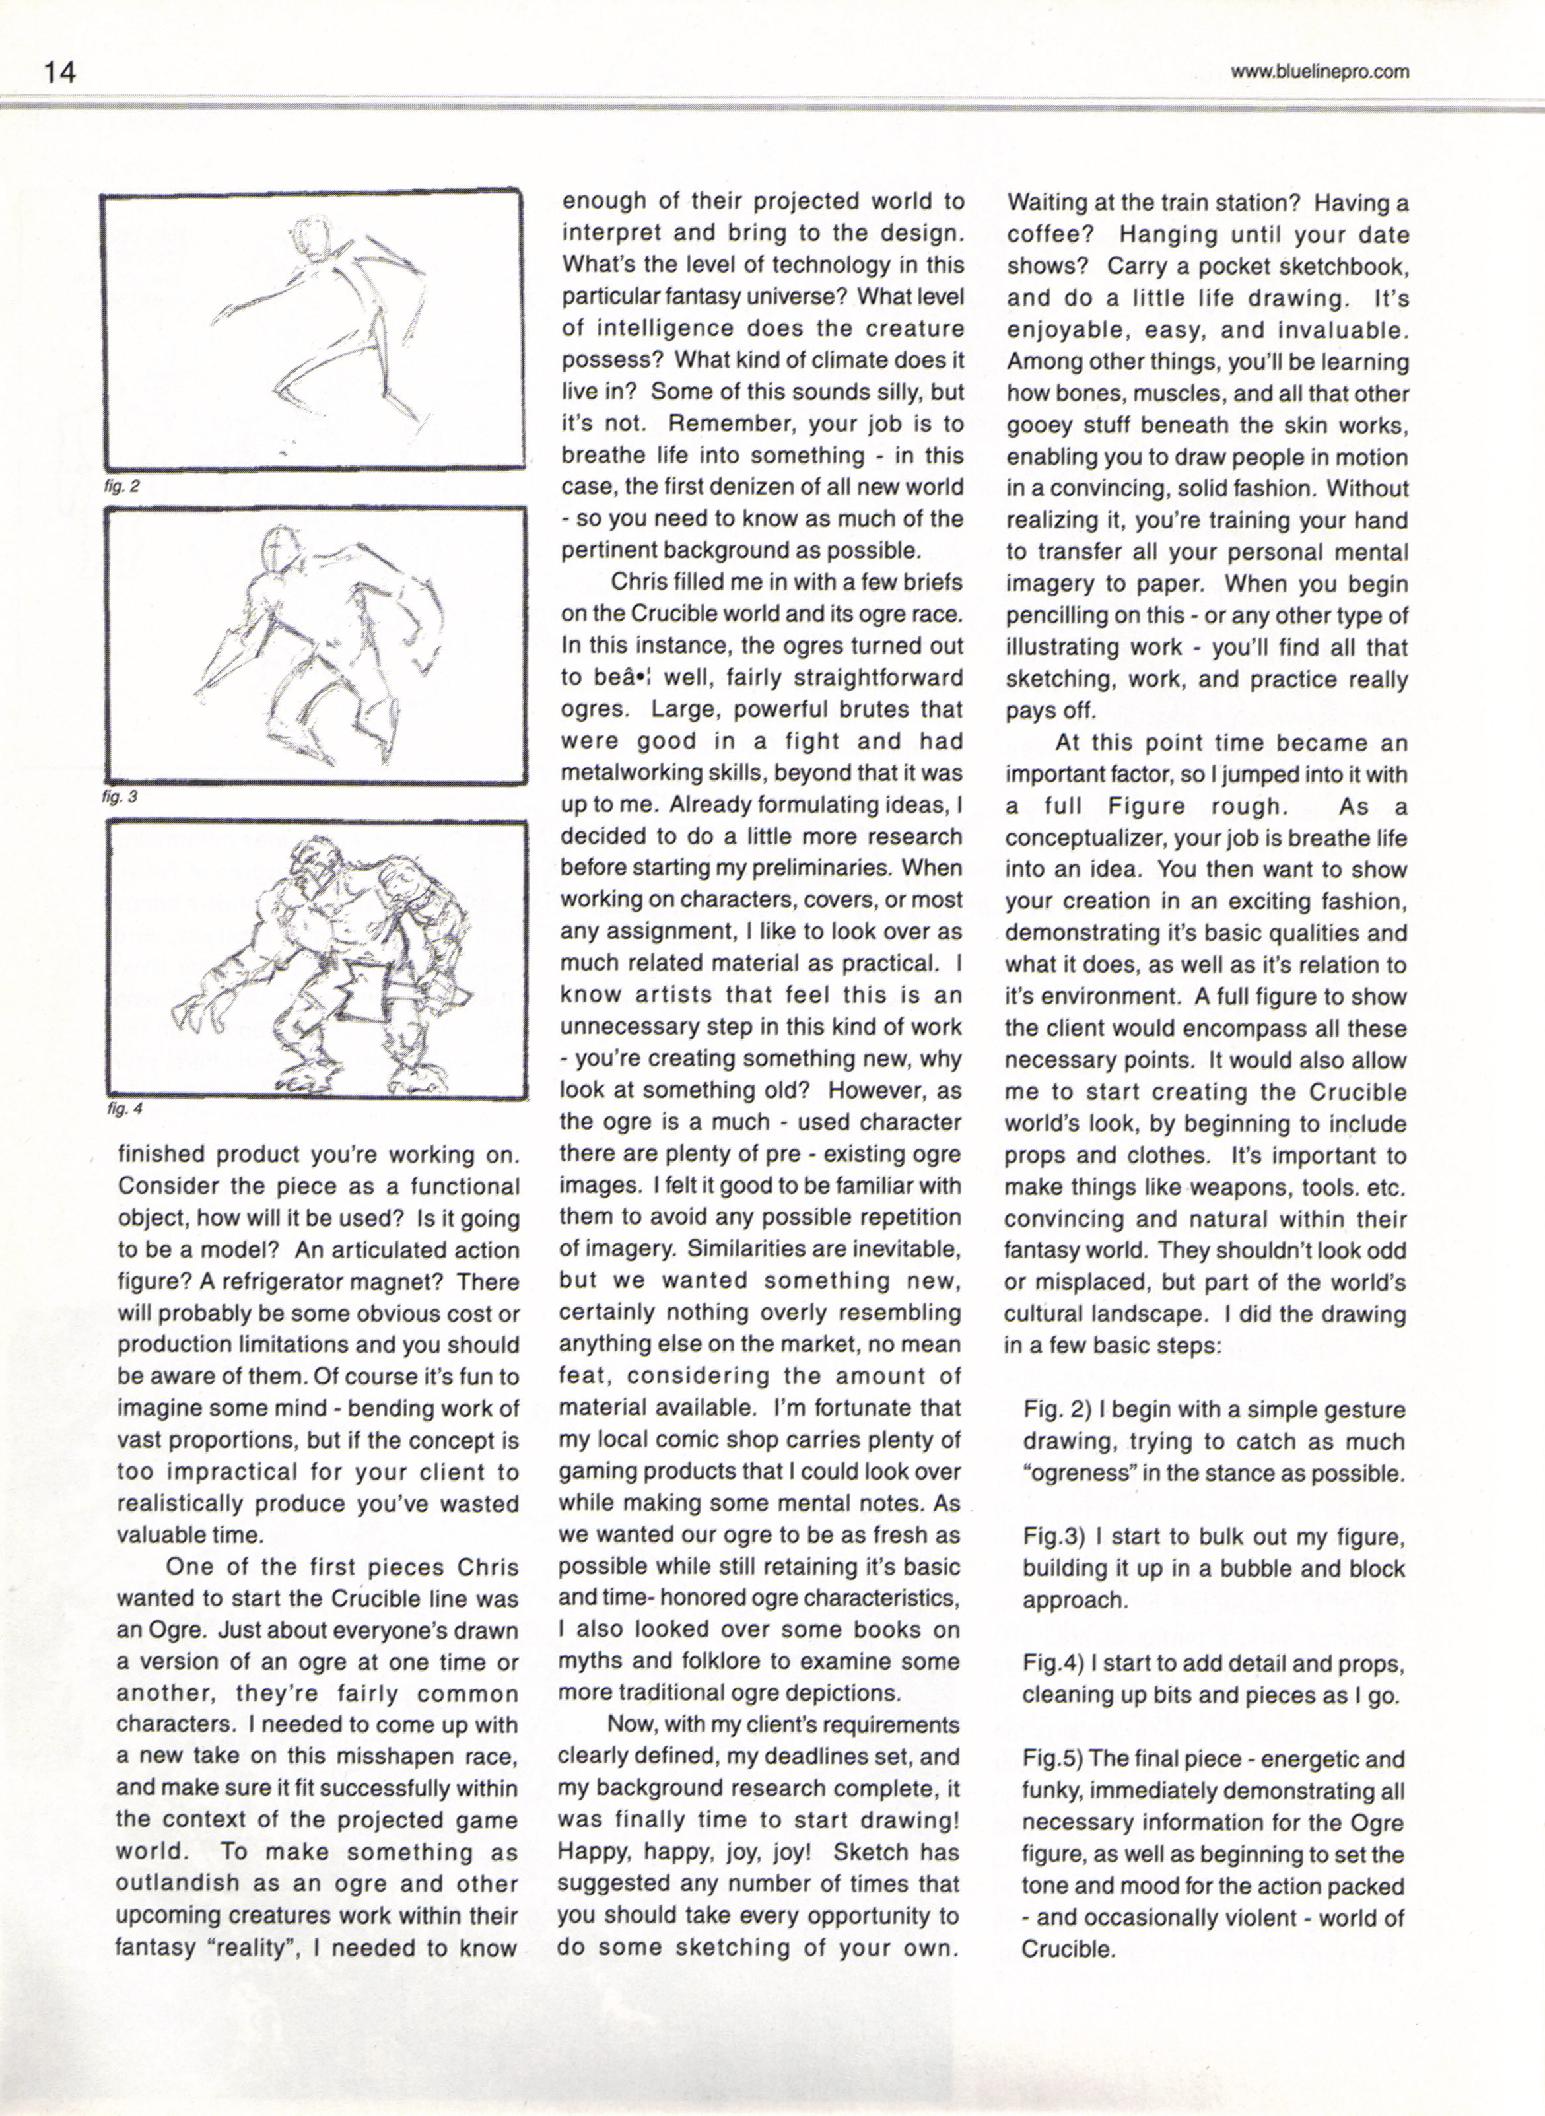 14
www.bluelinepro.com
fig. 2
fig. 3
fig. 4
finished product you're working on.
Consider the piece as a functional
object, how will it be used? Is it going
to be a model? An articulated action
figure? A refrigerator magnet? There
will probably be some obvious cost or
production limitations and you should
be aware of them. Of course it's fun to
imagine some mind - bending work of
vast proportions, but if the concept is
too impractical for your client to
realistically produce you've wasted
valuable time.
One of the first pieces Chris
wanted to start the Crucible line was
an Ogre. Just about everyone's drawn
a version of an ogre at one time or
another, they're fairly common
characters. I needed to come up with
a new take on this misshapen race,
and make sure it fit successfully within
the context of the projected game
world. To make something as
outlandish as an ogre and other
upcoming creatures work within their
fantasy “reality”, I needed to know
enough of their projected world to
interpret and bring to the design.
What's the level of technology in this
particular fantasy universe? What level
of intelligence does the creature
possess? What kind of climate does it
live in? Some of this sounds silly, but
it's not. Remember, your job is to
breathe life into something - in this
case, the first denizen of all new world
- so you need to know as much of the
pertinent background as possible.
Chris filled me in with a few briefs
on the Crucible world and its ogre race.
In this instance, the ogres turned out
to beâ•¦ well, fairly straightforward
ogres. Large, powerful brutes that
were good in a fight and had
metalworking skills, beyond that it was
up to me. Already formulating ideas, I
decided to do a little more research
before starting my preliminaries. When
working on characters, covers, or most
any assignment, I like to look over as
much related material as practical. I
know artists that feel this is an
unnecessary step in this kind of work
- you're creating something new, why
look at something old? However, as
the ogre is a much - used character
there are plenty of pre - existing ogre
images. I felt it good to be familiar with
them to avoid any possible repetition
of imagery. Similarities are inevitable,
but we wanted something new,
certainly nothing overly resembling
anything else on the market, no mean
feat, considering the amount of
material available. I'm fortunate that
my local comic shop carries plenty of
gaming products that I could look over
while making some mental notes. As
we wanted our ogre to be as fresh as
possible while still retaining it's basic
and time- honored ogre characteristics,
I also looked over some books on
myths and folklore to examine some
more traditional ogre depictions.
Now, with my client's requirements
clearly defined, my deadlines set, and
my background research complete, it
was finally time to start drawing!
Happy, happy, joy, joy! Sketch has
suggested any number of times that
you should take every opportunity to
do some sketching of your own.
Waiting at the train station? Having a
coffee? Hanging until your date
shows? Carry a pocket sketchbook,
and do a little life drawing. It's
enjoyable, easy, and invaluable.
Among other things, you'll be learning
how bones, muscles, and all that other
gooey stuff beneath the skin works,
enabling you to draw people in motion
in a convincing, solid fashion. Without
realizing it, you're training your hand
to transfer all your personal mental
imagery to paper. When you begin
pencilling on this - or any other type of
illustrating work - you'll find all that
sketching, work, and practice really
pays off.
At this point time became an
important factor, so I jumped into it with
a full Figure rough. As a
conceptualizer, your job is breathe life
into an idea. You then want to show
your creation in an exciting fashion,
demonstrating it's basic qualities and
what it does, as well as it's relation to
it's environment. A full figure to show
the client would encompass all these
necessary points. It would also allow
me to start creating the Crucible
world's look, by beginning to include
props and clothes. It's important to
make things like weapons, tools. etc.
convincing and natural within their
fantasy world. They shouldn't look odd
or misplaced, but part of the world's
cultural landscape. I did the drawing
in a few basic steps:
Fig. 2) I begin with a simple gesture
drawing, trying to catch as much
“ogreness” in the stance as possible.
Fig.3) I start to bulk out my figure,
building it up in a bubble and block
approach.
Fig.4) I start to add detail and props,
cleaning up bits and pieces as I go.
Fig.5) The final piece - energetic and
funky, immediately demonstrating all
necessary information for the Ogre
figure, as well as beginning to set the
tone and mood for the action packed
- and occasionally violent - world of
Crucible.